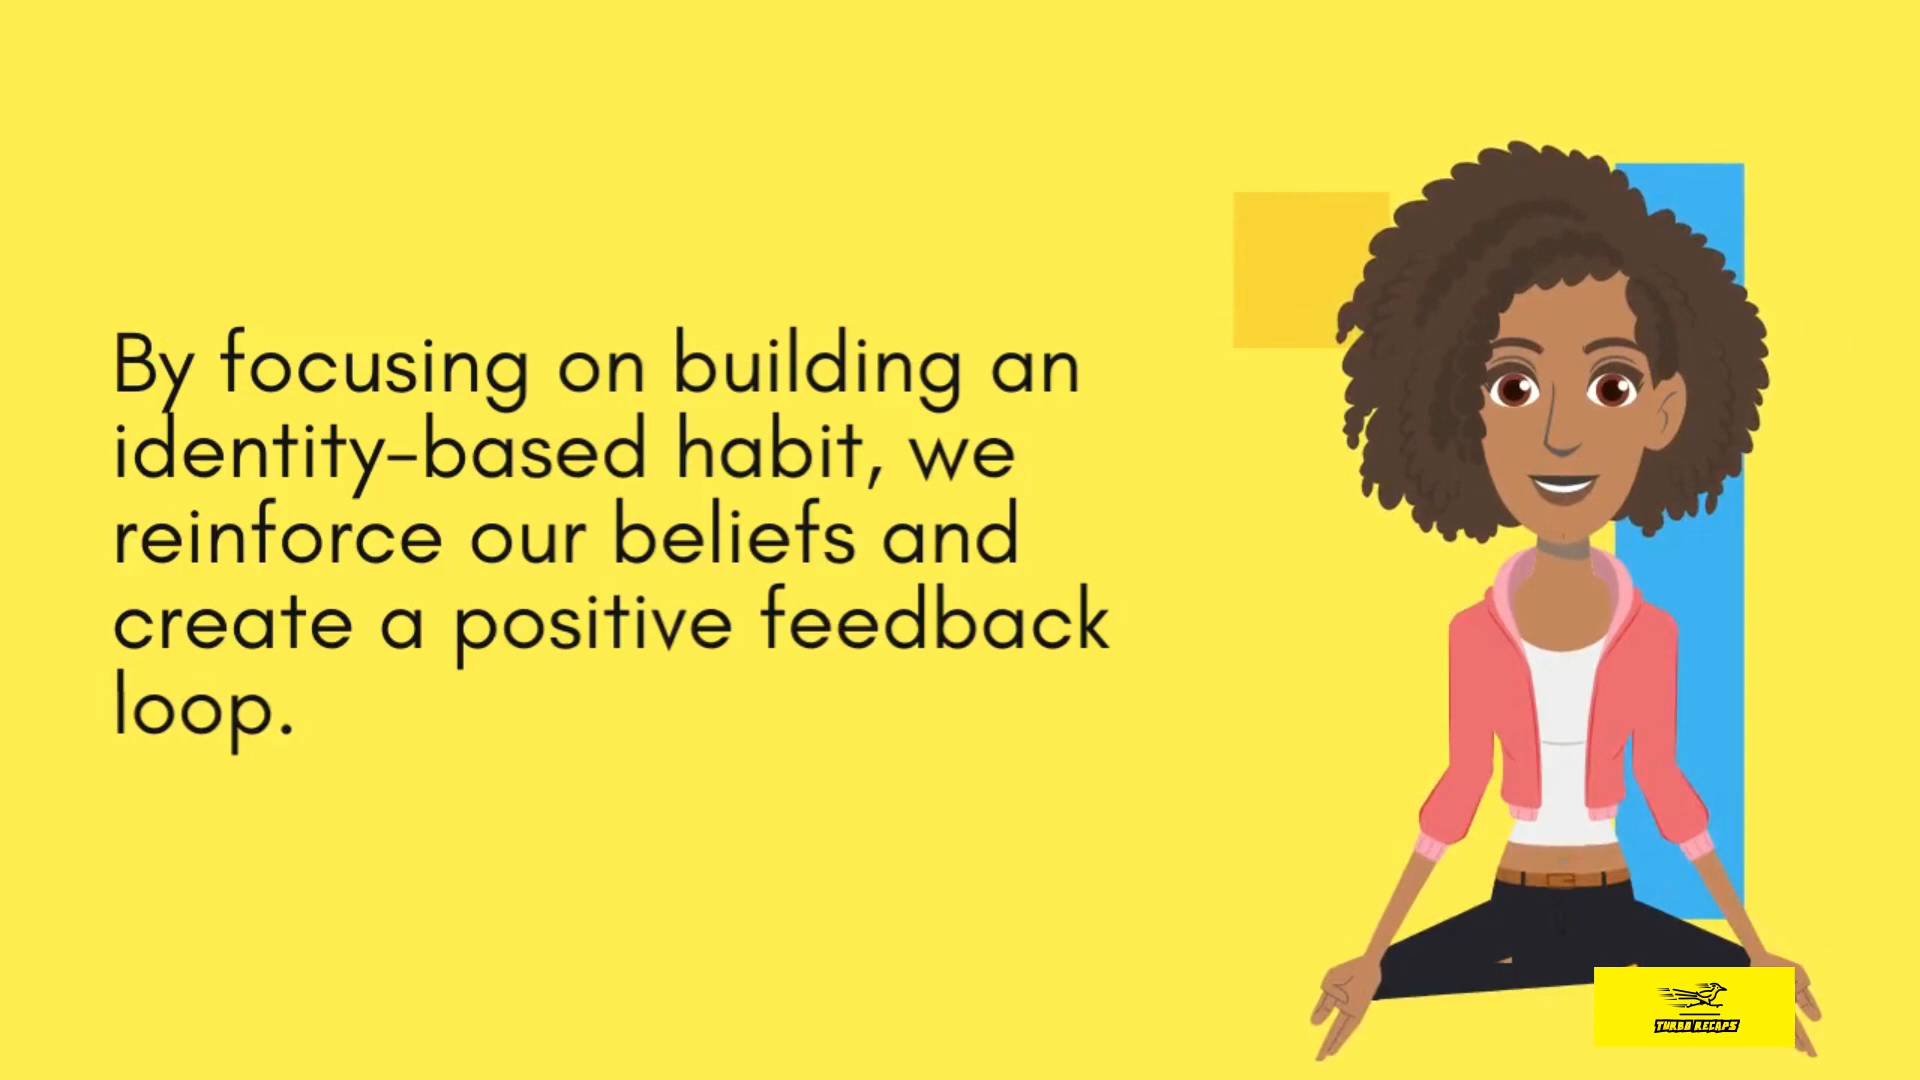 By focusing on building an
identity-based habit, we
reinforce our beliefs and
create a positive feedback
loop.
TURBO RECAPS